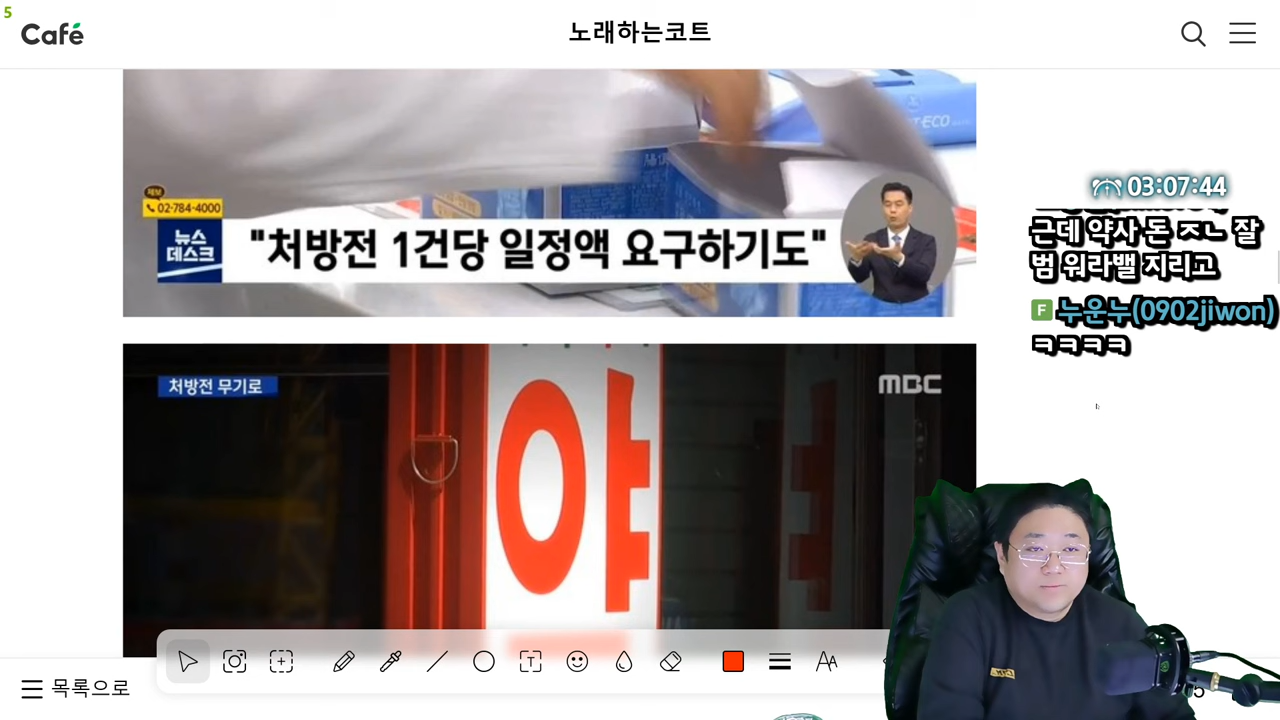 5
Café
노래하는코트
제보
02-784-4000
뉴스
데스크
"처방전 1건당 일정액 요구하기도"
03:07:44
근데 약사 돈 ㅈㄴ 잘
범 워라밸 지리고
F 누운누(0902jiwon)
ㅋㅋㅋㅋ
처방전 무기로
MBC
야
T
AA
목록으로
5